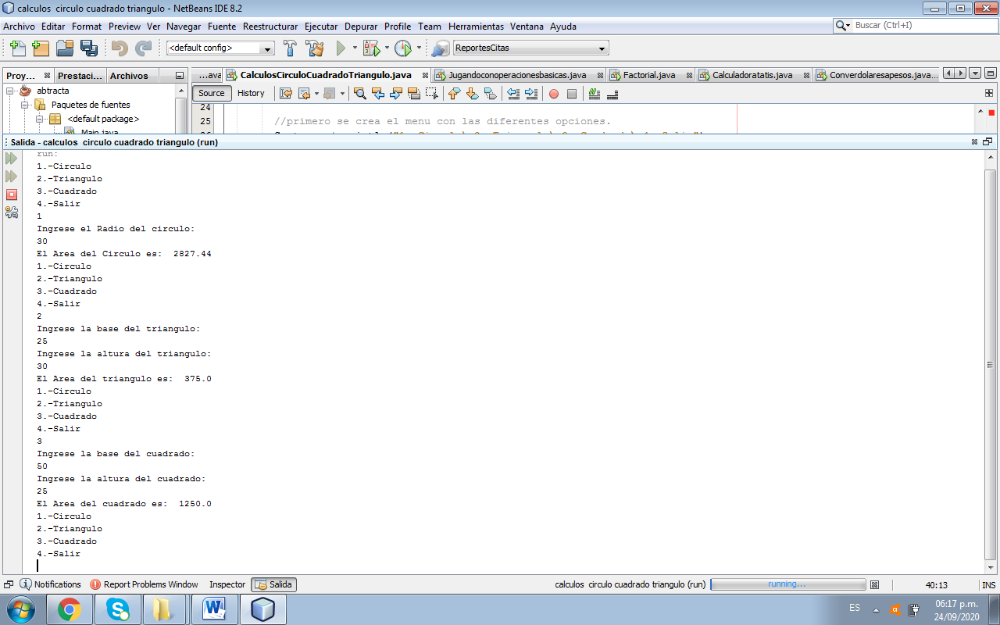 calculos  circulo cuadrado triangulo - NetBeans IDE 8.2
Archivo Editar Format Preview Ver Navegar Fuente Reestructurar Ejecutar Depurar Profile Team Herramientas Ventana Ayuda
Buscar (Ctrl+I)
<default config>
ReportesCitas
Proy... Prestaci... Archivos
...ava CalculosCirculoCuadradoTriangulo.java Jugandoconoperacionesbasicas.java Factorial.java Calculadoratatis.java Converdolaresapesos.java...
abtracta
Paquetes de fuentes
<default package>
Main.java
Source History
24
25 //primero se crea el menu con las diferentes opciones.
Salida - calculos  circulo cuadrado triangulo (run)
run:
1.-Circulo
2.-Triangulo
3.-Cuadrado
4.-Salir
1
Ingrese el Radio del circulo:
30
El Area del Circulo es:  2827.44
1.-Circulo
2.-Triangulo
3.-Cuadrado
4.-Salir
2
Ingrese la base del triangulo:
25
Ingrese la altura del triangulo:
30
El Area del triangulo es:  375.0
1.-Circulo
2.-Triangulo
3.-Cuadrado
4.-Salir
3
Ingrese la base del cuadrado:
50
Ingrese la altura del cuadrado:
25
El Area del cuadrado es:  1250.0
1.-Circulo
2.-Triangulo
3.-Cuadrado
4.-Salir
Notifications Report Problems Window Inspector Salida
calculos  circulo cuadrado triangulo (run) running... 40:13 INS
ES
06:17 p.m.
24/09/2020